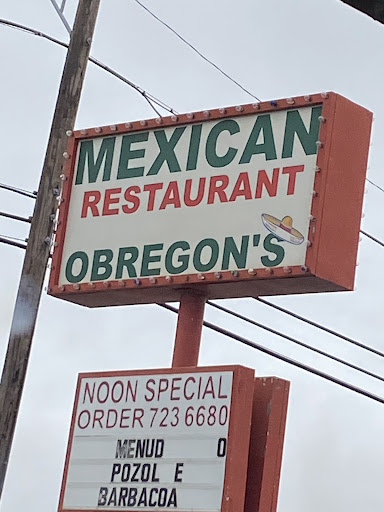 MEXICAN
RESTAURANT
OBREGON'S
NOON SPECIAL
ORDER 723 6680
MENUD O
POZOL E
BARBACOA